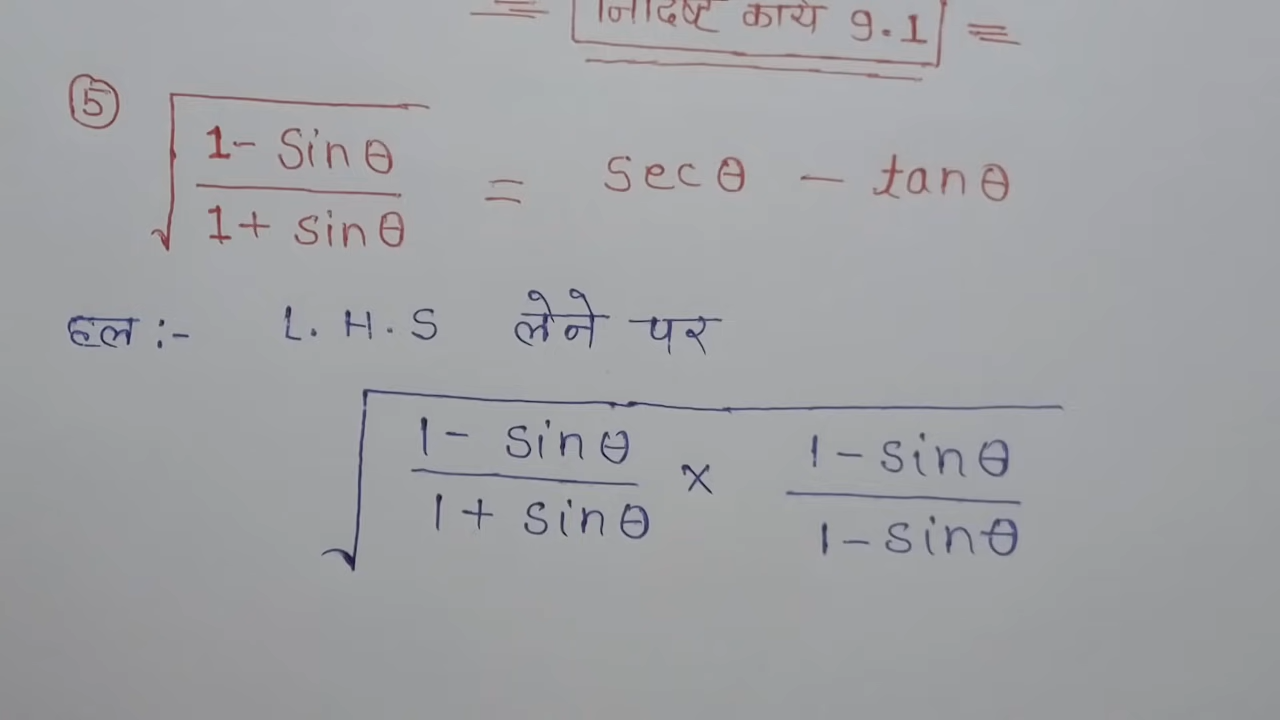 = निर्दिष्ट कार्य 9.1 =
⑤ √((1- Sinθ)/(1+ sinθ)) = secθ - tanθ
हल :- L.H.S लेने पर
√((1- sinθ)/(1+ sinθ) × (1-sinθ)/(1-sinθ))